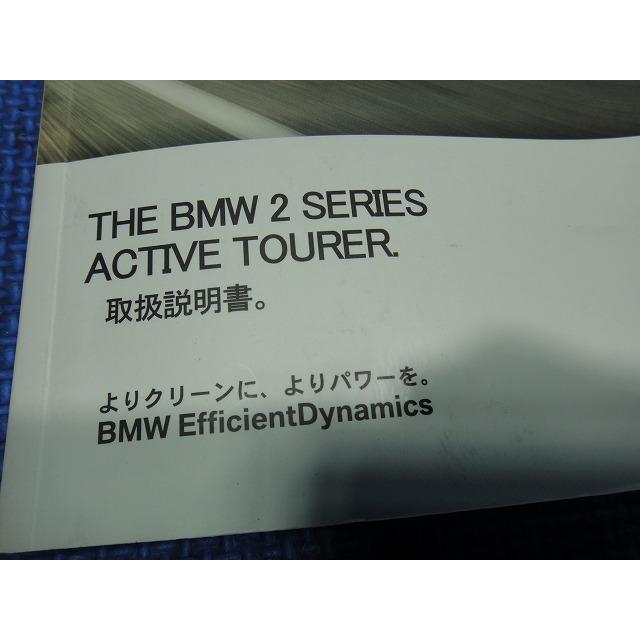 THE BMW 2 SERIES
ACTIVE TOURER.
取扱説明書。
よりクリーンに、よりパワーを。
BMW EfficientDynamics